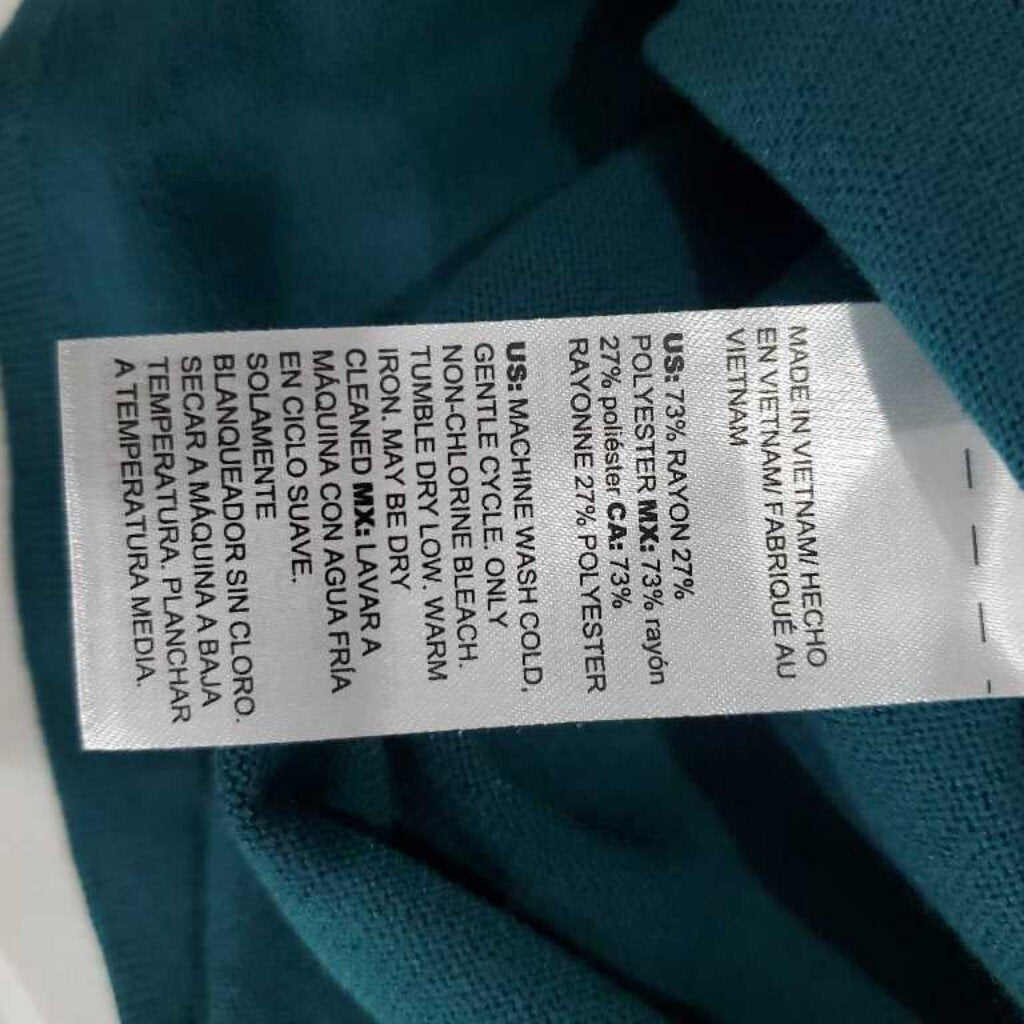 MADE IN VIETNAM/ HECHO
EN VIETNAM/ FABRIQUÉ AU
VIETNAM
US: 73% RAYON 27%
POLYESTER MX: 73% rayón
27% poliéster CA: 73%
RAYONNE 27% POLYESTER
US: MACHINE WASH COLD,
GENTLE CYCLE. ONLY
NON-CHLORINE BLEACH.
TUMBLE DRY LOW. WARM
IRON. MAY BE DRY
CLEANED MX: LAVAR A
MÁQUINA CON AGUA FRÍA
EN CICLO SUAVE.
SOLAMENTE
BLANQUEADOR SIN CLORO.
SECAR A MÁQUINA A BAJA
TEMPERATURA. PLANCHAR
A TEMPERATURA MEDIA.